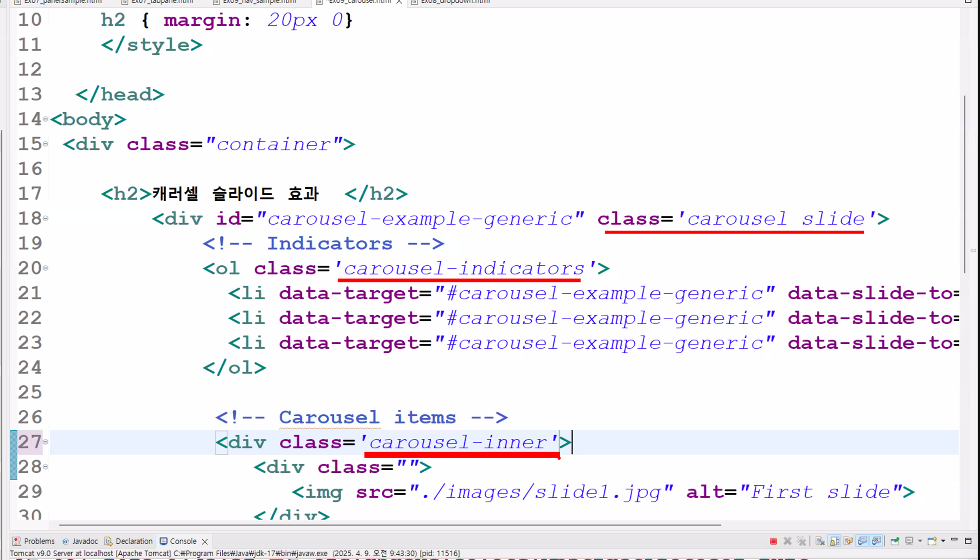 Ex07_panelSample.html Ex07_tabpanel.html Ex09_nav_sample.html *Ex09_carousel.html Ex08_dropdown.html
10 h2 { margin: 20px 0}
11 </style>
12
13 </head>
14 <body>
15 <div class="container">
16
17 <h2>캐러셀 슬라이드 효과 </h2>
18 <div id="carousel-example-generic" class='carousel slide'>
19 <!-- Indicators -->
20 <ol class='carousel-indicators'>
21 <li data-target="#carousel-example-generic" data-slide-to=
22 <li data-target="#carousel-example-generic" data-slide-to=
23 <li data-target="#carousel-example-generic" data-slide-to=
24 </ol>
25
26 <!-- Carousel items -->
27 <div class='carousel-inner'>
28 <div class="">
29 <img src="./images/slide1.jpg" alt="First slide">
30 </div>
Problems Javadoc Declaration Console
Tomcat v9.0 Server at localhost [Apache Tomcat] C:₩Program Files₩Java₩jdk-17₩bin₩javaw.exe 2025. 4. 9. 오전 9:43:30) [pid: 11516]